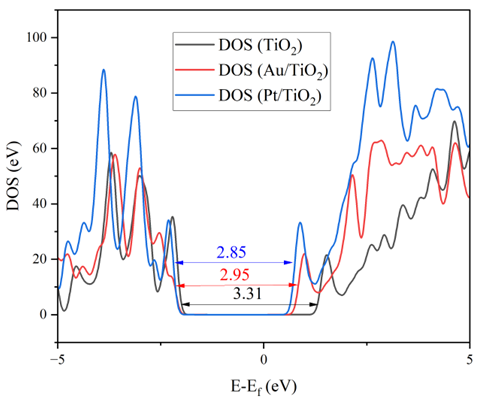 DOS (TiO₂)
DOS (Au/TiO₂)
DOS (Pt/TiO₂)
100
80
60
40
20
0
DOS (eV)
2.85
2.95
3.31
-5
0
5
E-E_f (eV)